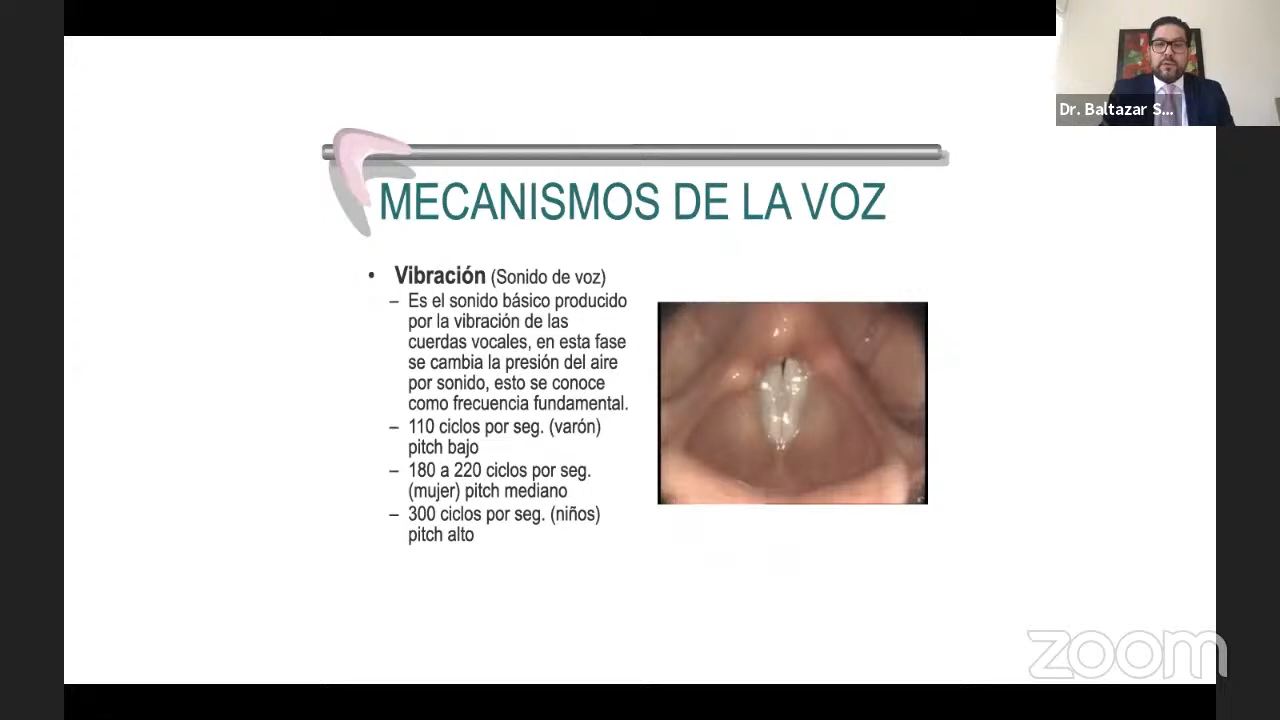 Dr. Baltazar S...
MECANISMOS DE LA VOZ
• Vibración (Sonido de voz)
– Es el sonido básico producido
por la vibración de las
cuerdas vocales, en esta fase
se cambia la presión del aire
por sonido, esto se conoce
como frecuencia fundamental.
– 110 ciclos por seg. (varón)
pitch bajo
– 180 a 220 ciclos por seg.
(mujer) pitch mediano
– 300 ciclos por seg. (niños)
pitch alto
zoom